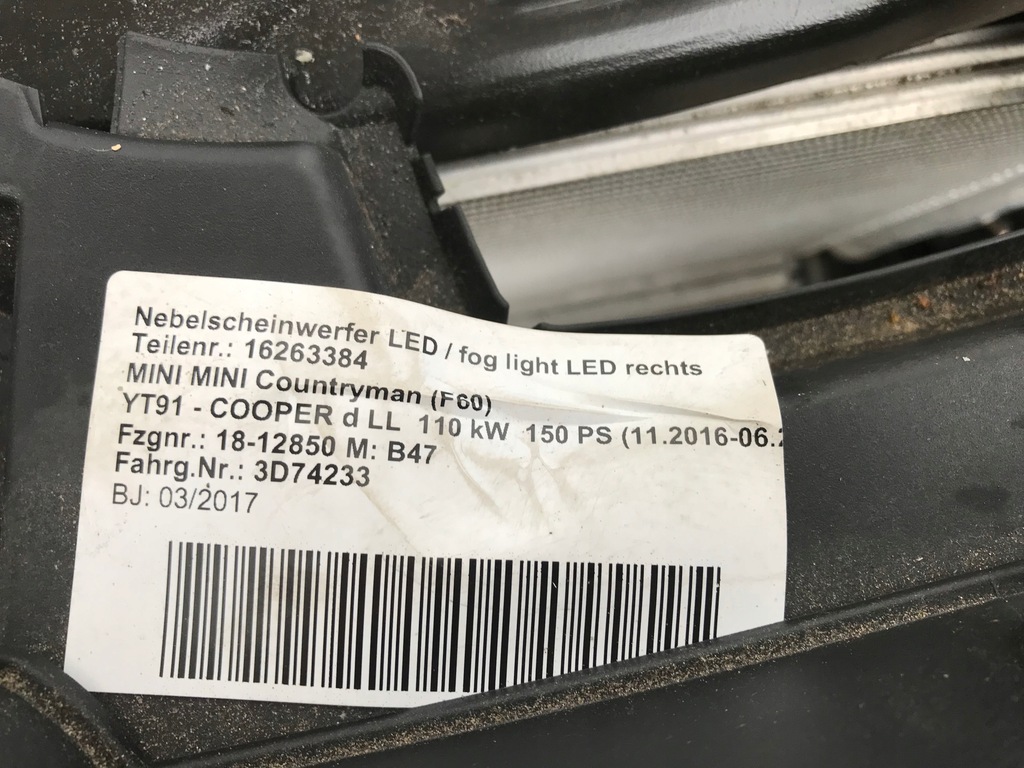 Nebelscheinwerfer LED / fog light LED rechts
Teilenr.: 16263384
MINI MINI Countryman (F60)
YT91 - COOPER d LL 110 kW 150 PS (11.2016-06.2
Fzgnr.: 18-12850 M: B47
Fahrg.Nr.: 3D74233
BJ: 03/2017